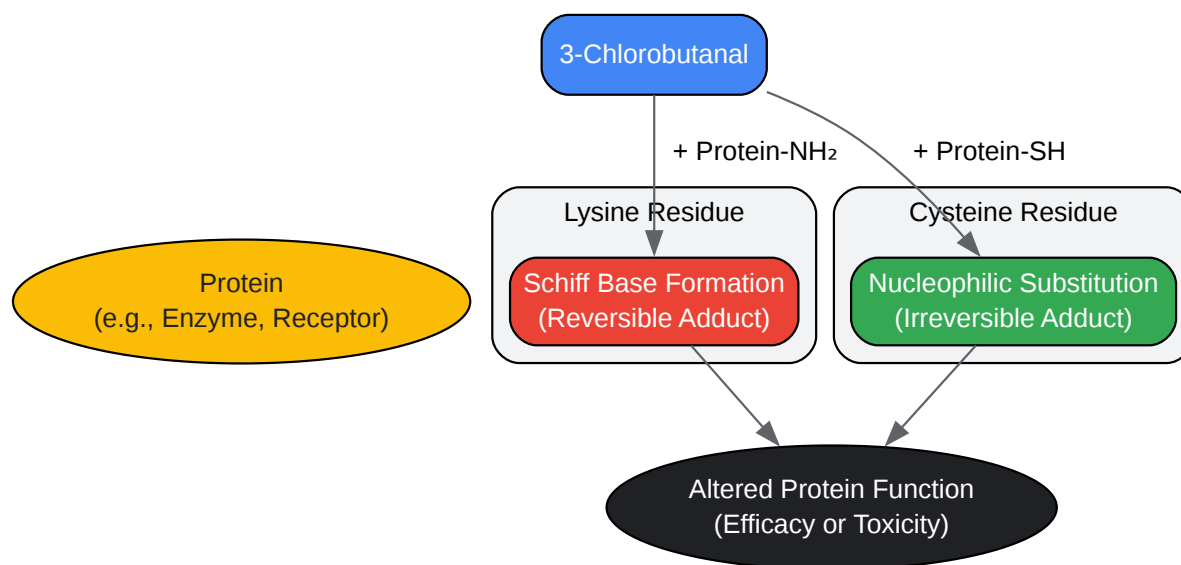 3-Chlorobutanal
+ Protein-NH₂
+ Protein-SH
Lysine Residue
Cysteine Residue
Protein
(e.g., Enzyme, Receptor)
Schiff Base Formation
(Reversible Adduct)
Nucleophilic Substitution
(Irreversible Adduct)
Altered Protein Function
(Efficacy or Toxicity)